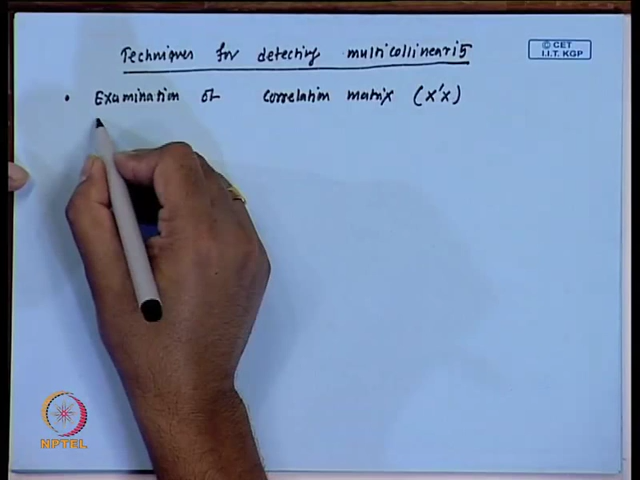 Techniques for detecting multicollinearity
© CET
I.I.T. KGP
• Examination of correlation matrix (X'X)
NPTEL